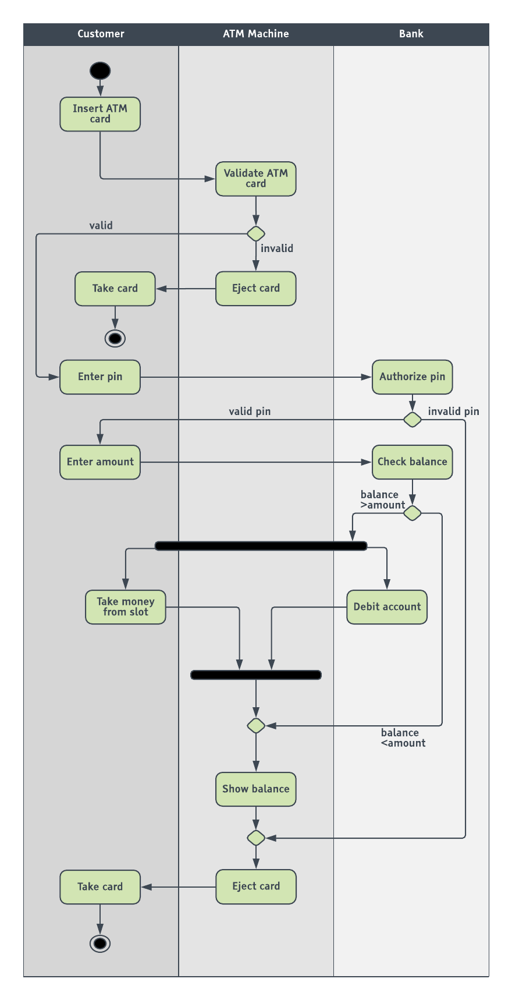 Customer
ATM Machine
Bank
Insert ATM
card
Validate ATM
card
valid
invalid
Take card
Eject card
Enter pin
Authorize pin
valid pin
invalid pin
Enter amount
Check balance
balance
>amount
Take money
from slot
Debit account
balance
<amount
Show balance
Take card
Eject card